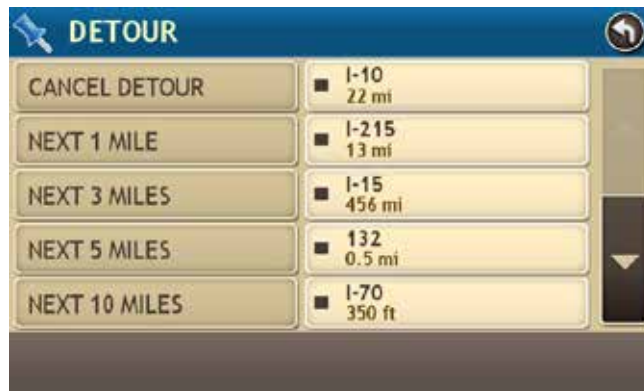 DETOUR
CANCEL DETOUR
I-10
22 mi
NEXT 1 MILE
I-215
13 mi
NEXT 3 MILES
I-15
456 mi
NEXT 5 MILES
132
0.5 mi
NEXT 10 MILES
I-70
350 ft